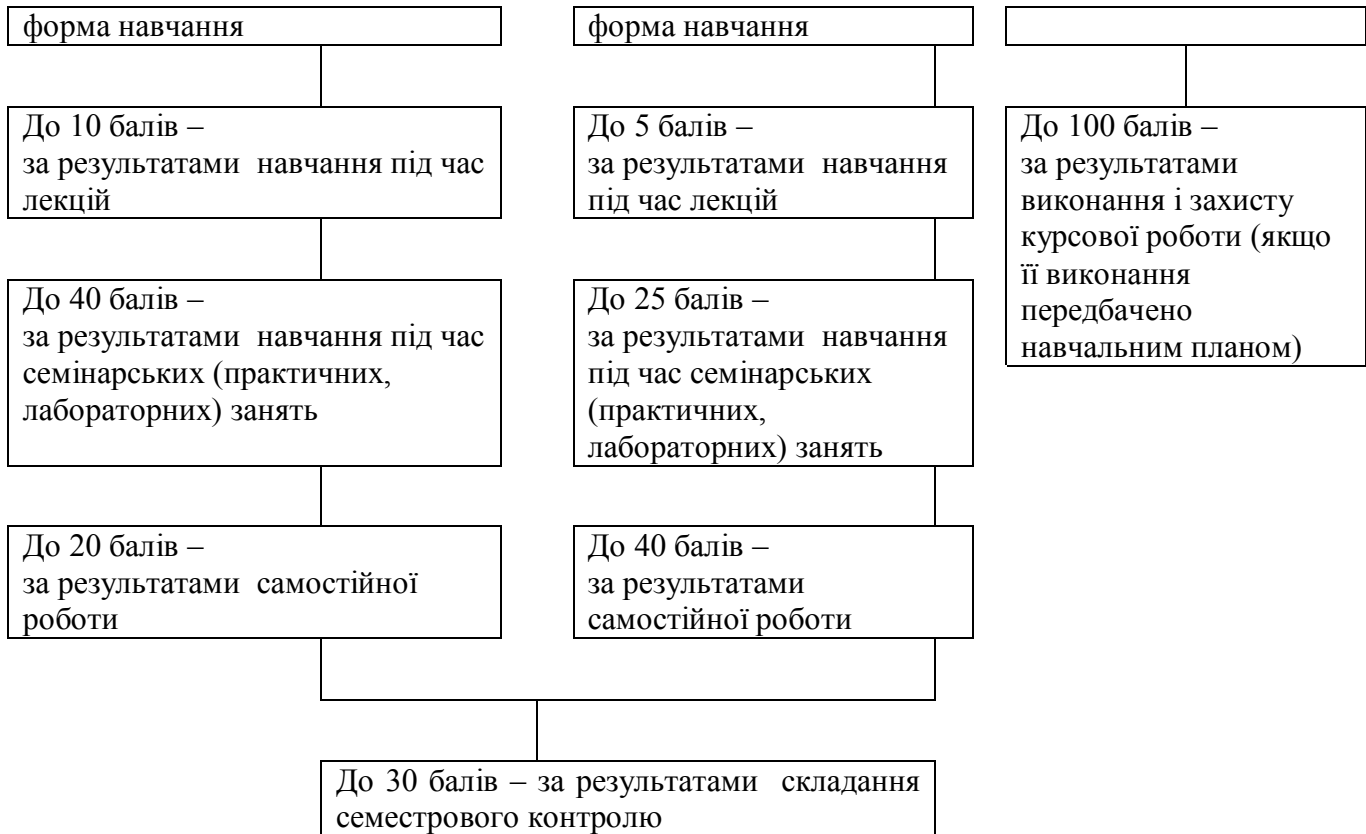 форма навчання
форма навчання
До 10 балів –
за результатами навчання під час
лекцій
До 5 балів –
за результатами навчання
під час лекцій
До 100 балів –
за результатами
виконання і захисту
курсової роботи (якщо
її виконання
передбачено
навчальним планом)
До 40 балів –
за результатами навчання під час
семінарських (практичних,
лабораторних) занять
До 25 балів –
за результатами навчання
під час семінарських
(практичних,
лабораторних) занять
До 20 балів –
за результатами самостійної
роботи
До 40 балів –
за результатами
самостійної роботи
До 30 балів – за результатами складання
семестрового контролю